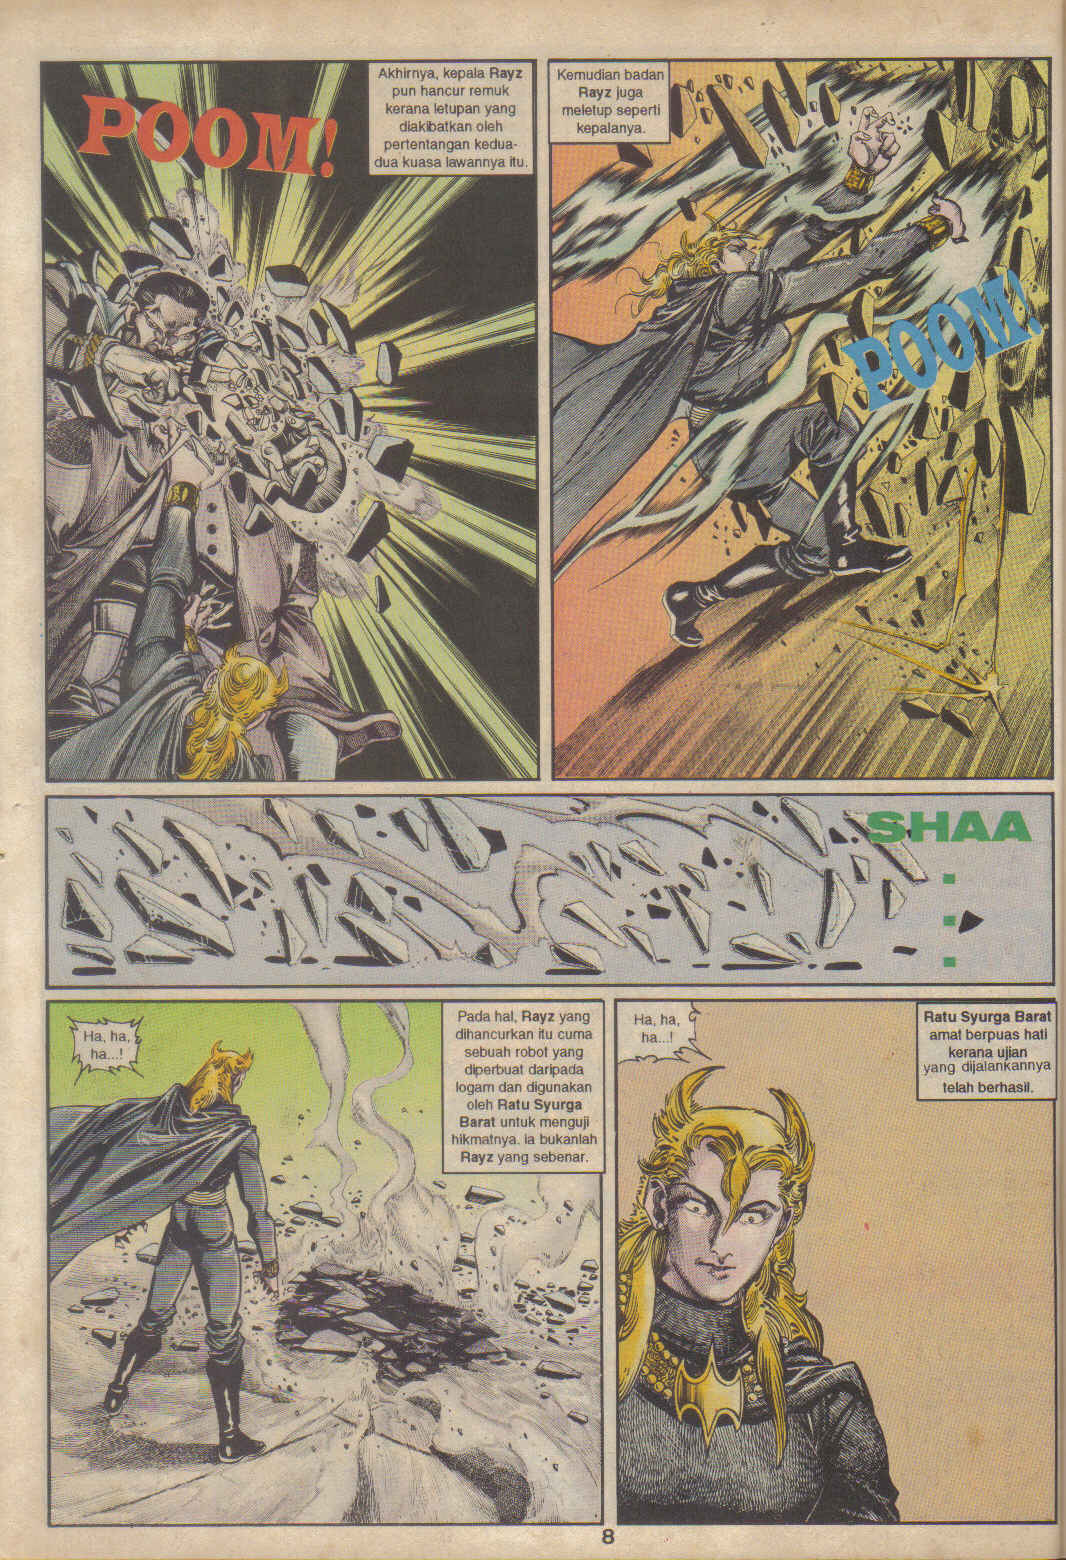 POOM!
Akhirnya, kepala Rayz
pun hancur remuk
kerana letupan yang
diakibatkan oleh
pertentangan kedua-
dua kuasa lawannya itu.
Kemudian badan
Rayz juga
meletup seperti
kepalanya.
POOM!
SHAA
Ha, ha,
ha...!
Pada hal, Rayz yang
dihancurkan itu cuma
sebuah robot yang
diperbuat daripada
logam dan digunakan
oleh Ratu Syurga
Barat untuk menguji
hikmatnya. ia bukanlah
Rayz yang sebenar.
Ha, ha,
ha...!
Ratu Syurga Barat
amat berpuas hati
kerana ujian
yang dijalankannya
telah berhasil.
8